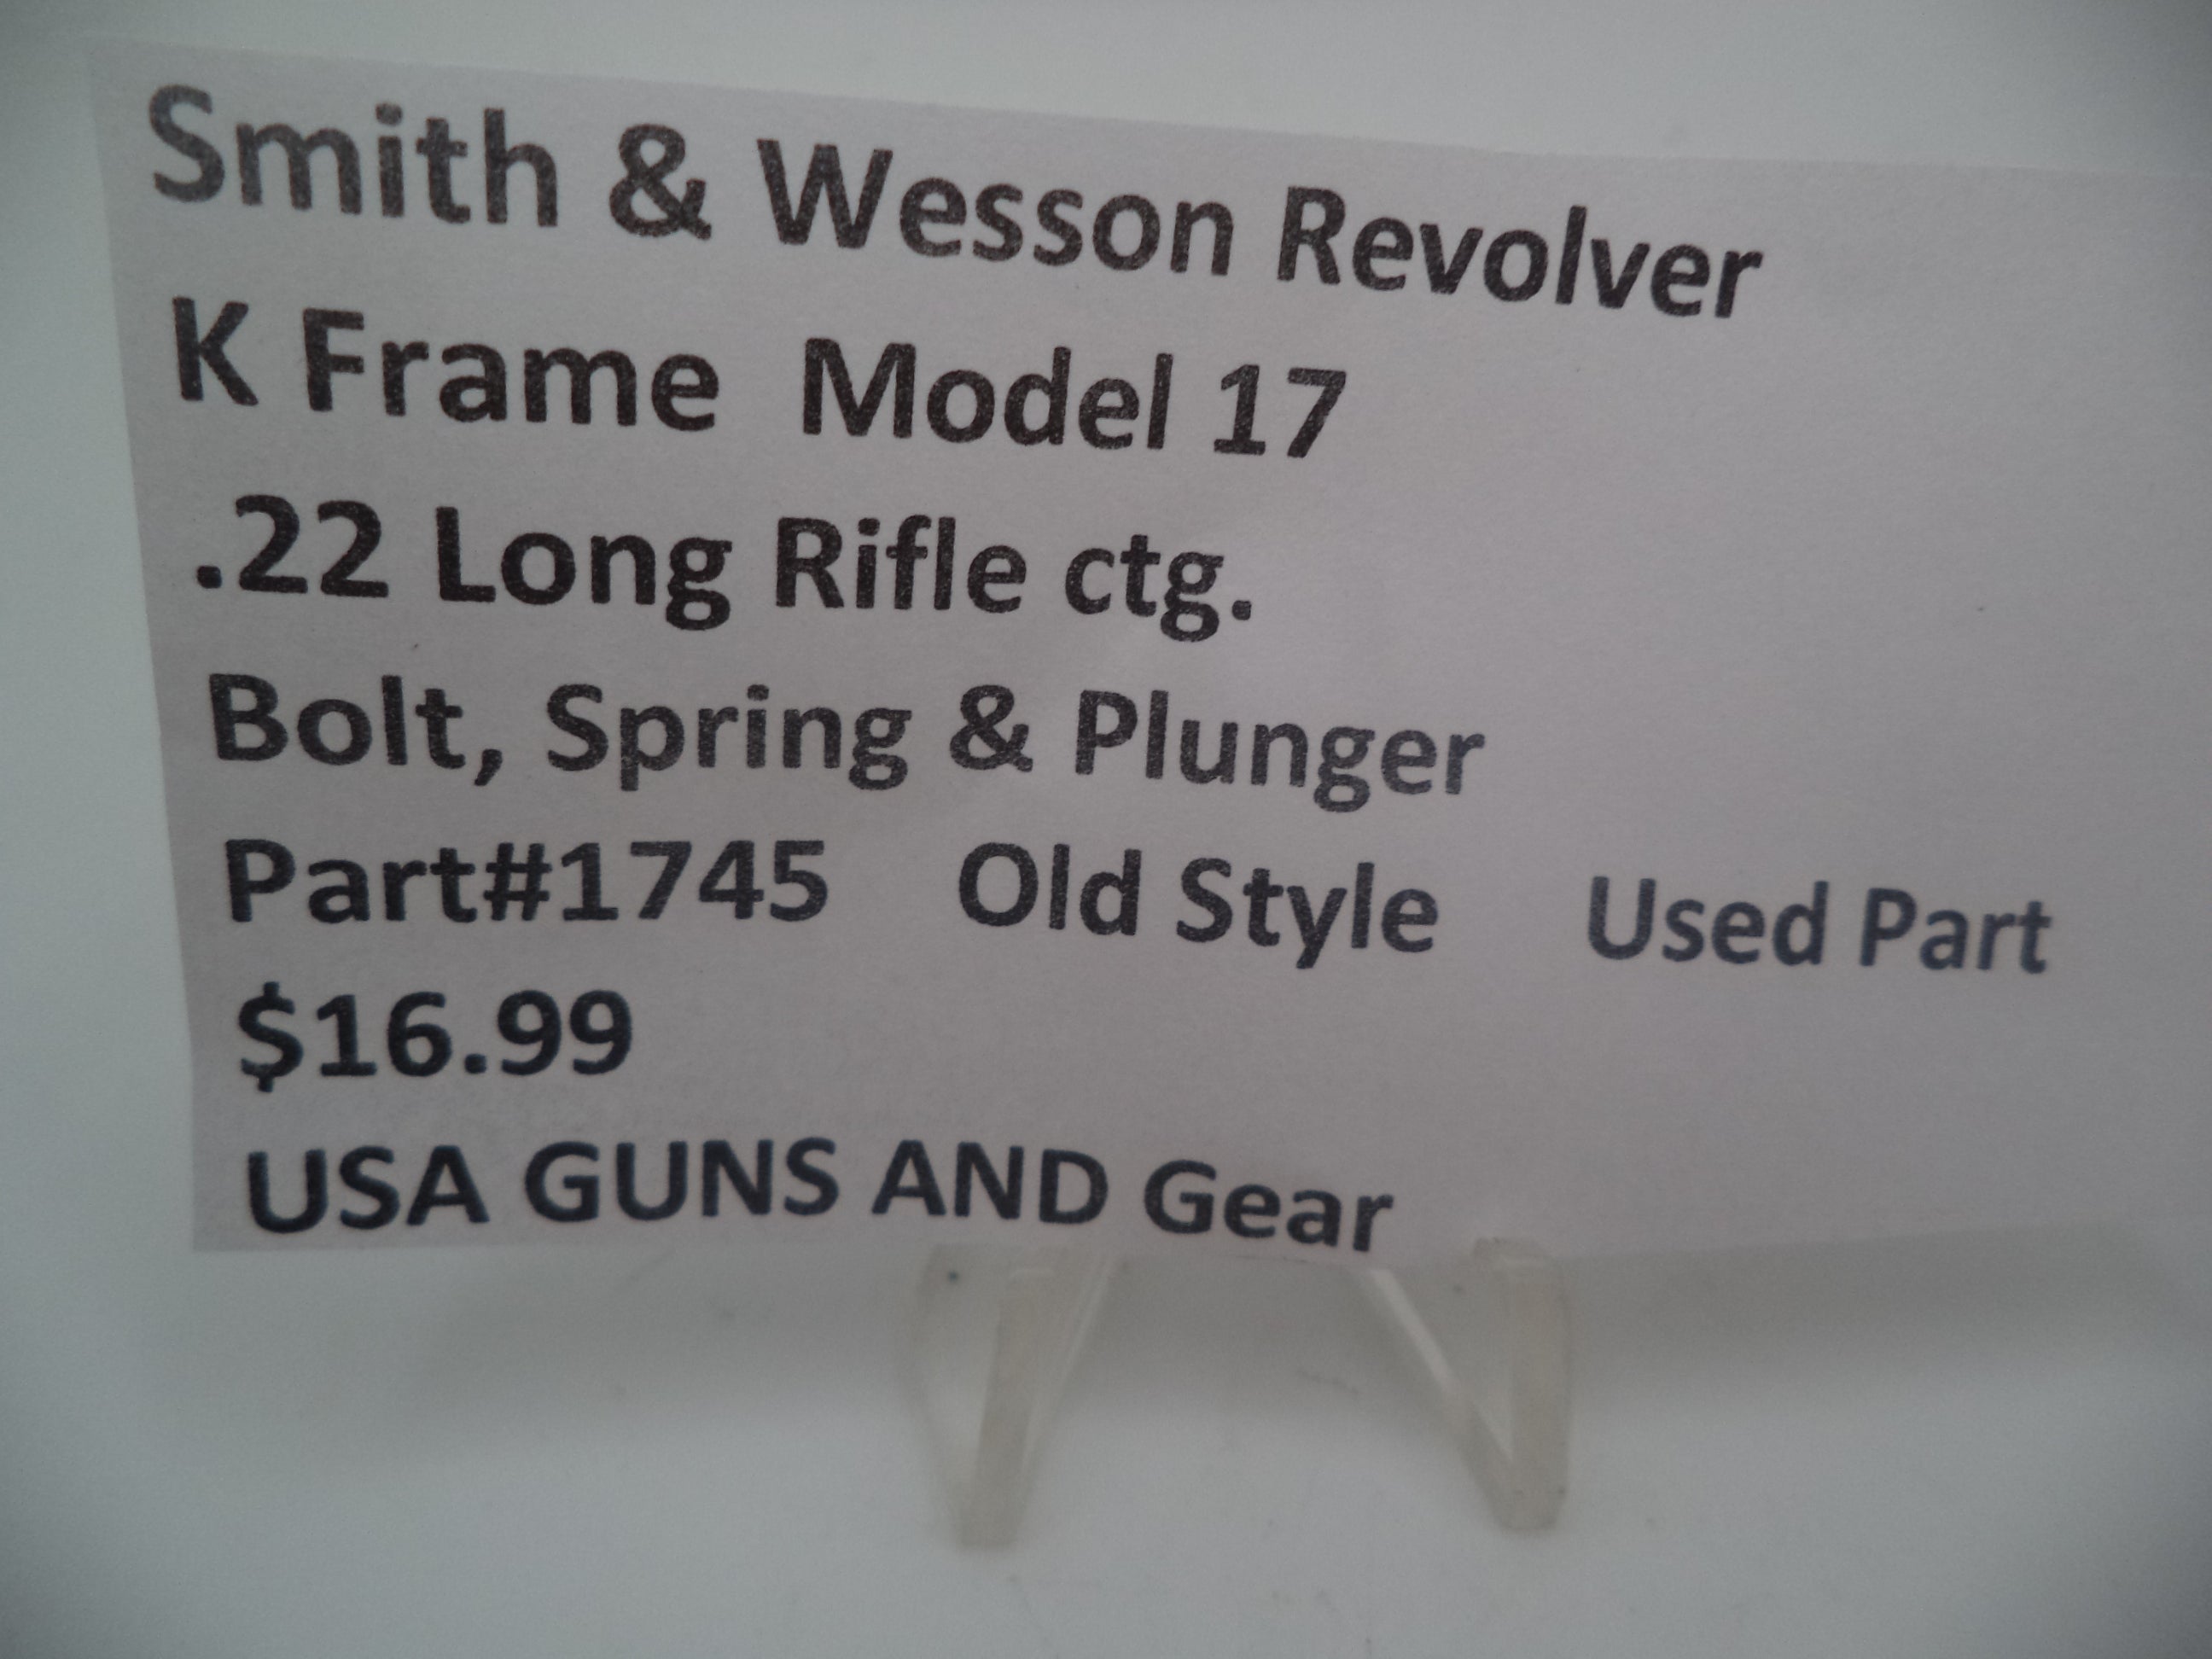 Smith & Wesson Revolver
K Frame Model 17
.22 Long Rifle ctg.
Bolt, Spring & Plunger
Part#1745 Old Style Used Part
$16.99
USA GUNS AND Gear